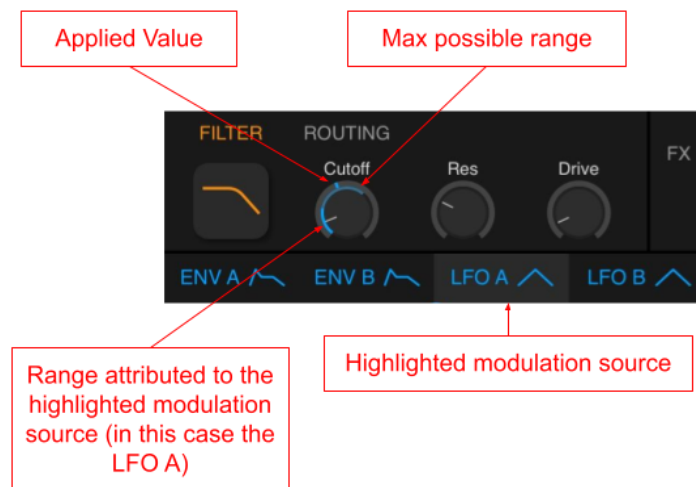 Applied Value
Max possible range
FILTER
ROUTING
FX
Cutoff
Res
Drive
ENV A
ENV B
LFO A
LFO B
Range attributed to the
highlighted modulation
source (in this case the
LFO A)
Highlighted modulation source